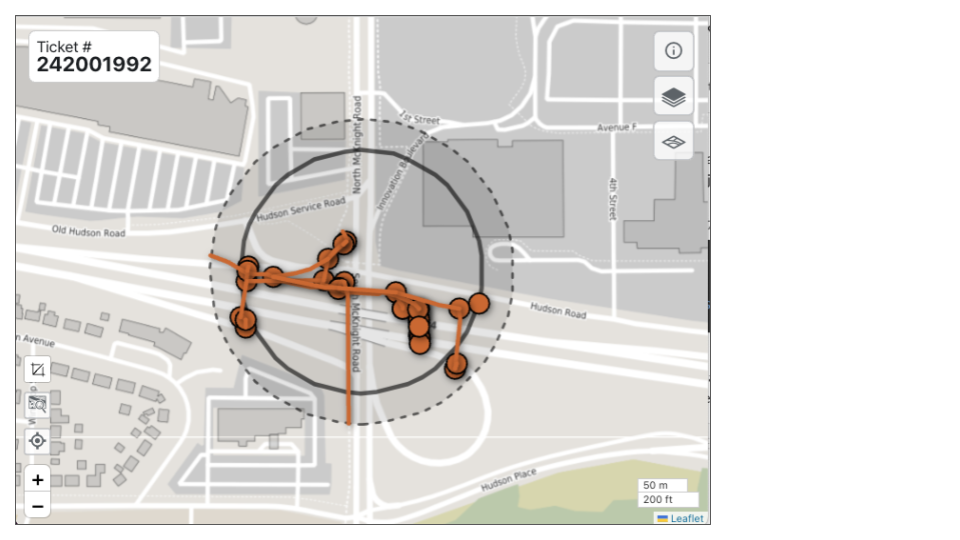 Ticket #
242001992
North McKnight Road
1st Street
Innovation Boulevard
Avenue F
4th Street
Hudson Service Road
Old Hudson Road
McKnight Road
Hudson Road
Avenue
Hudson Place
+
−
50 m
200 ft
Leaflet